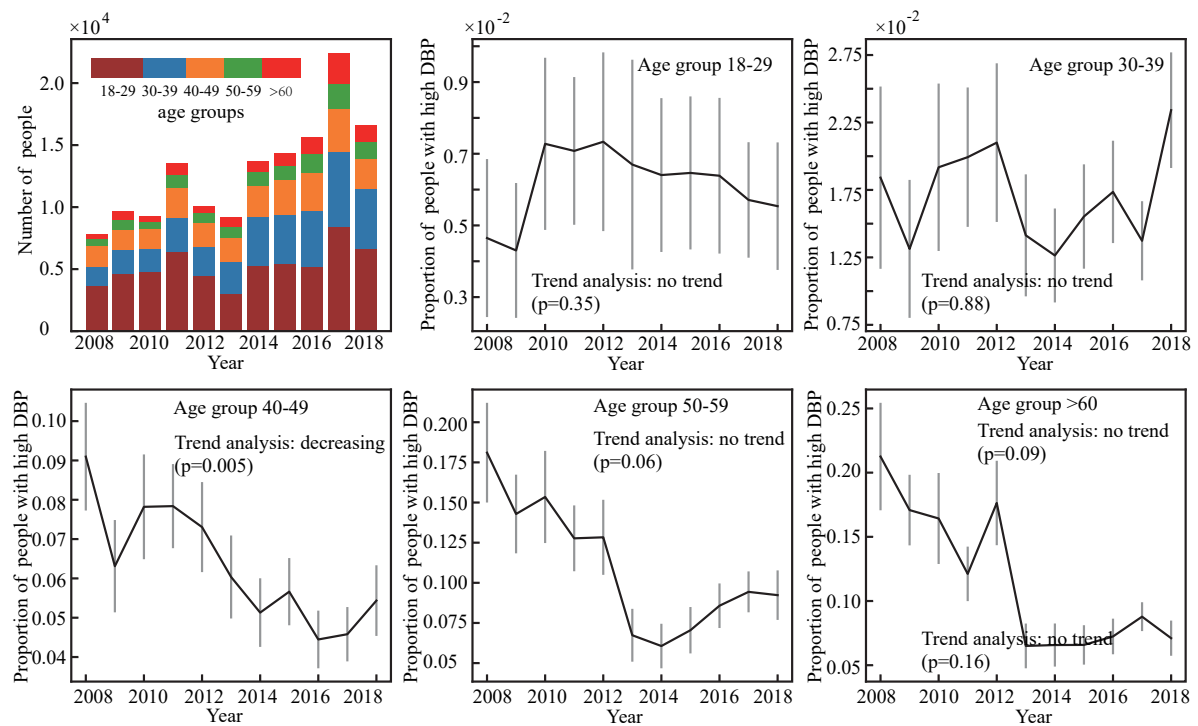 ×10⁴
2.0
1.5
1.0
0.5
0
Number of people
18-29 30-39 40-49 50-59 >60
age groups
2008 2010 2012 2014 2016 2018
Year
×10⁻²
0.9
0.7
0.5
0.3
Proportion of people with high DBP
Age group 18-29
Trend analysis: no trend
(p=0.35)
2008 2010 2012 2014 2016 2018
Year
×10⁻²
2.75
2.25
1.75
1.25
0.75
Proportion of people with high DBP
Age group 30-39
Trend analysis: no trend
(p=0.88)
2008 2010 2012 2014 2016 2018
Year
0.10
0.09
0.08
0.07
0.06
0.05
0.04
Proportion of people with high DBP
Age group 40-49
Trend analysis: decreasing
(p=0.005)
2008 2010 2012 2014 2016 2018
Year
0.200
0.175
0.150
0.125
0.100
0.075
0.05
Proportion of people with high DBP
Age group 50-59
Trend analysis: no trend
(p=0.06)
2008 2010 2012 2014 2016 2018
Year
0.25
0.20
0.15
0.10
0.05
Proportion of people with high DBP
Age group >60
Trend analysis: no trend
(p=0.09)
Trend analysis: no trend
(p=0.16)
2008 2010 2012 2014 2016 2018
Year